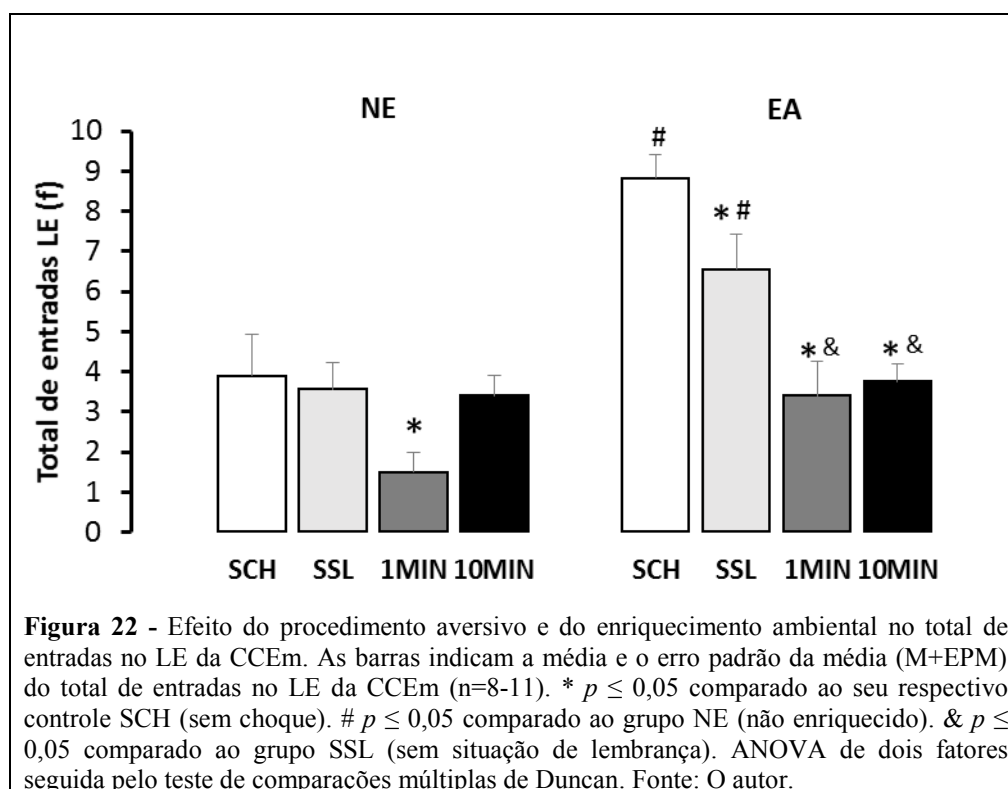 NE EA
Total de entradas LE (f)
10
9
8
7
6
5
4
3
2
1
0
#
* #
* & * &
*
SCH SSL 1MIN 10MIN SCH SSL 1MIN 10MIN
Figura 22 - Efeito do procedimento aversivo e do enriquecimento ambiental no total de
entradas no LE da CCEm. As barras indicam a média e o erro padrão da média (M+EPM)
do total de entradas no LE da CCEm (n=8-11). * p ≤ 0,05 comparado ao seu respectivo
controle SCH (sem choque). # p ≤ 0,05 comparado ao grupo NE (não enriquecido). & p ≤
0,05 comparado ao grupo SSL (sem situação de lembrança). ANOVA de dois fatores
seguida pelo teste de comparações múltiplas de Duncan. Fonte: O autor.